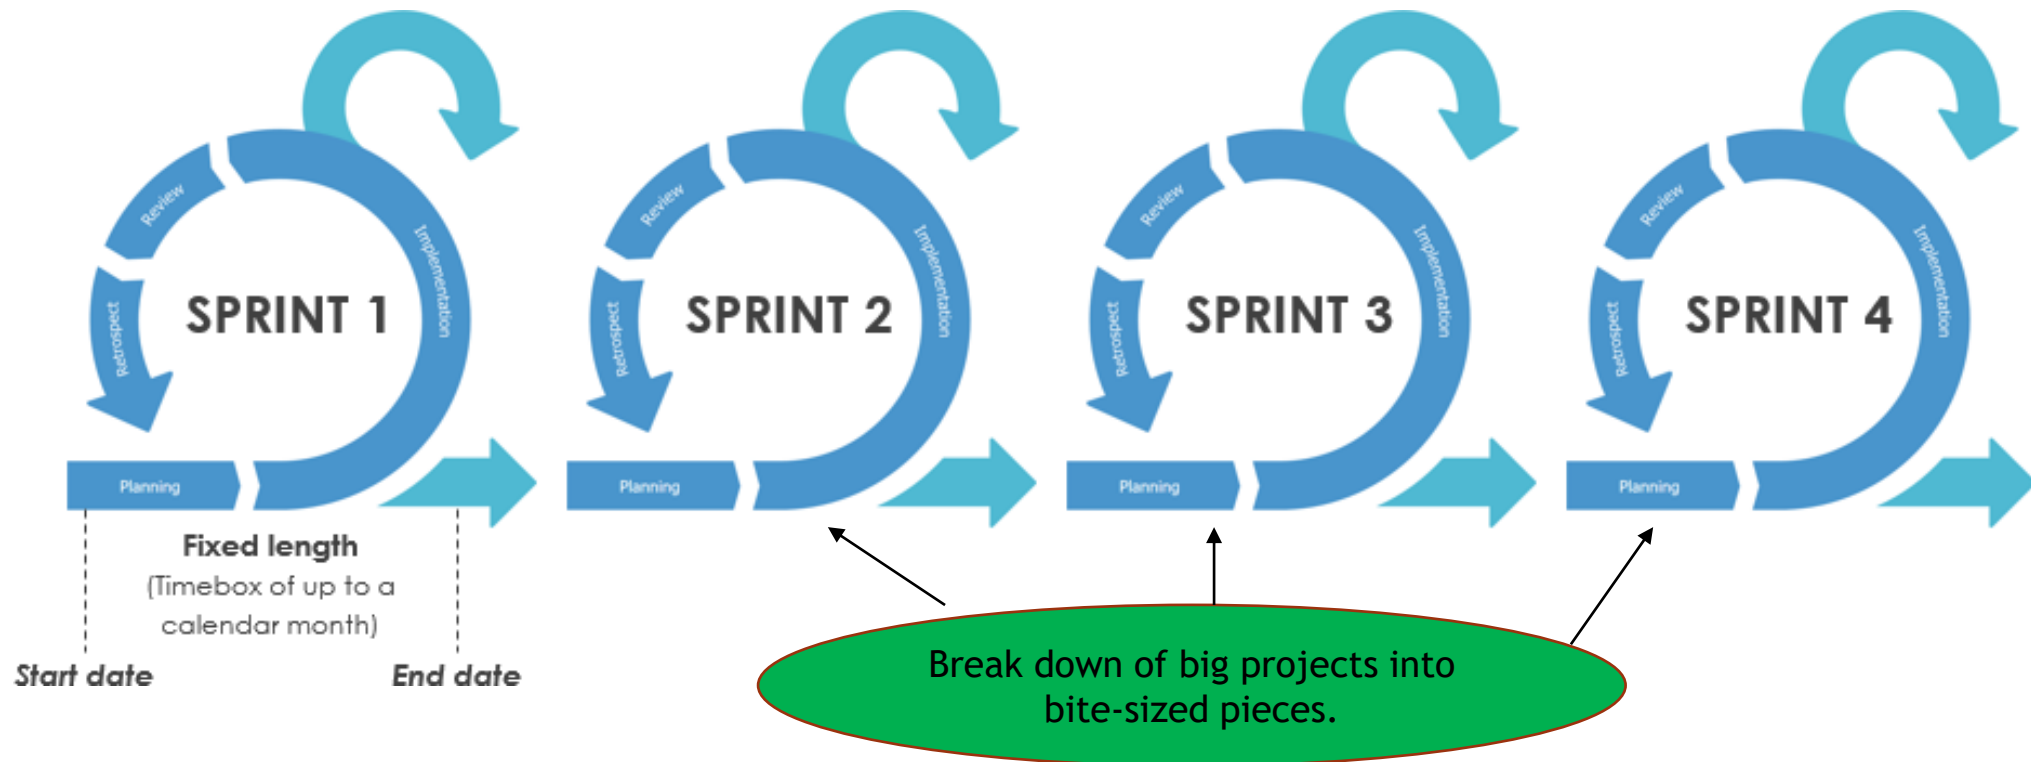 Review
Implementation
Retrospect
SPRINT 1
Planning
Review
Implementation
Retrospect
SPRINT 2
Planning
Review
Implementation
Retrospect
SPRINT 3
Planning
Review
Implementation
Retrospect
SPRINT 4
Planning
Fixed length
(Timebox of up to a
calendar month)
Start date
End date
Break down of big projects into
bite-sized pieces.